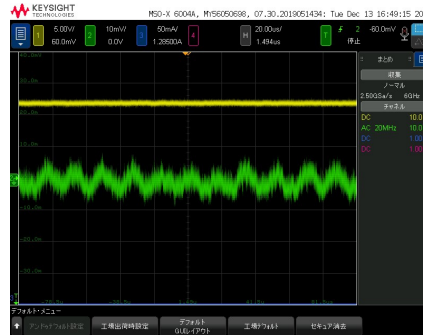 KEYSIGHT
TECHNOLOGIES
MSO-X 6004A, MY56050698, 07.30.2019051434: Tue Dec 13 16:49:15 20
1 5.00V/ 2 10mV/ 3 50mA/ 4 H 20.00us/ T 2 -60.0mV
60.0mV 0.0V 1.28500A 1.494us 停止
まとめ
収集
ノーマル
2.50GSa/s 6GHz
チャネル
DC 10.0
AC 20MHz 10.0
DC 1.00
DC 1.00
デフォルト・メニュー
工場出荷時設定
デフォルト
GUIレイアウト
工場デフォルト
セキュア消去